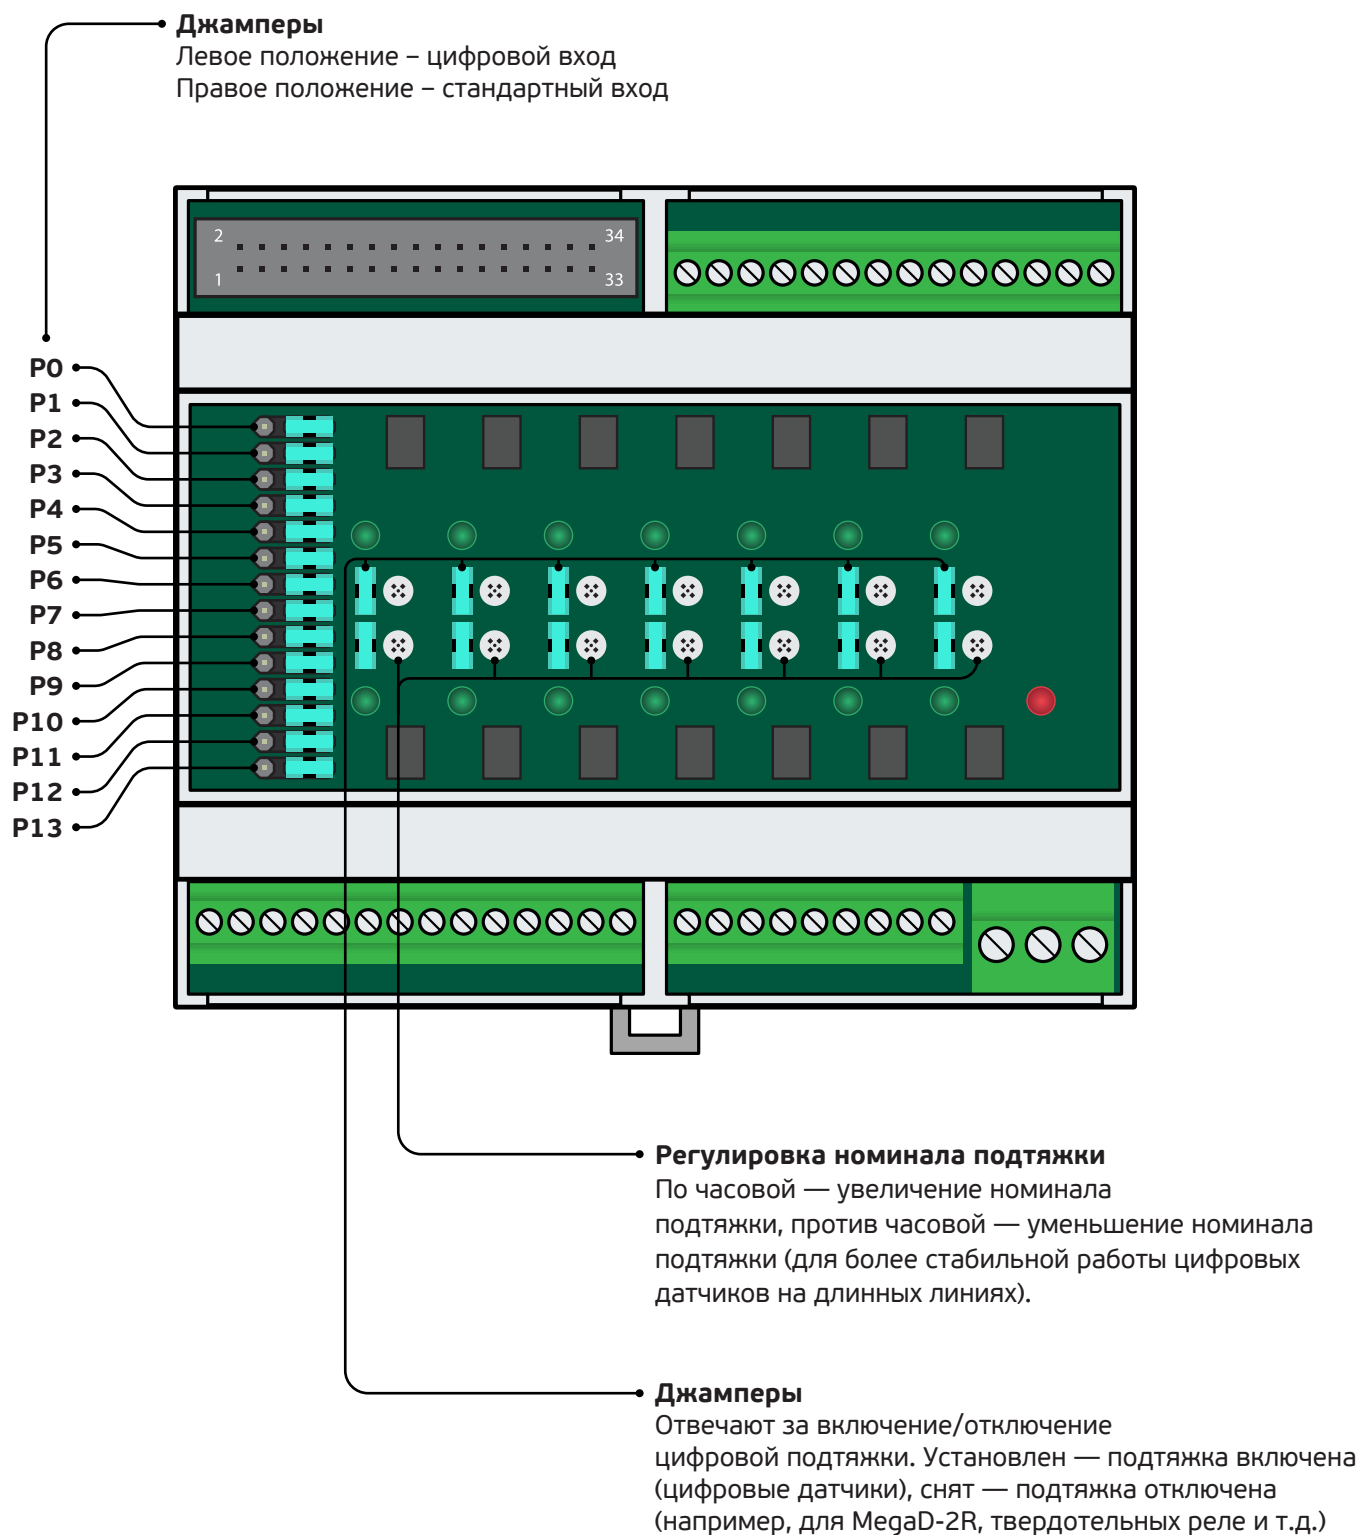 Джамперы
Левое положение – цифровой вход
Правое положение – стандартный вход
2
34
1
33
P0
P1
P2
P3
P4
P5
P6
P7
P8
P9
P10
P11
P12
P13
Регулировка номинала подтяжки
По часовой — увеличение номинала
подтяжки, против часовой — уменьшение номинала
подтяжки (для более стабильной работы цифровых
датчиков на длинных линиях).
Джамперы
Отвечают за включение/отключение
цифровой подтяжки. Установлен — подтяжка включена
(цифровые датчики), снят — подтяжка отключена
(например, для MegaD-2R, твердотельных реле и т.д.)